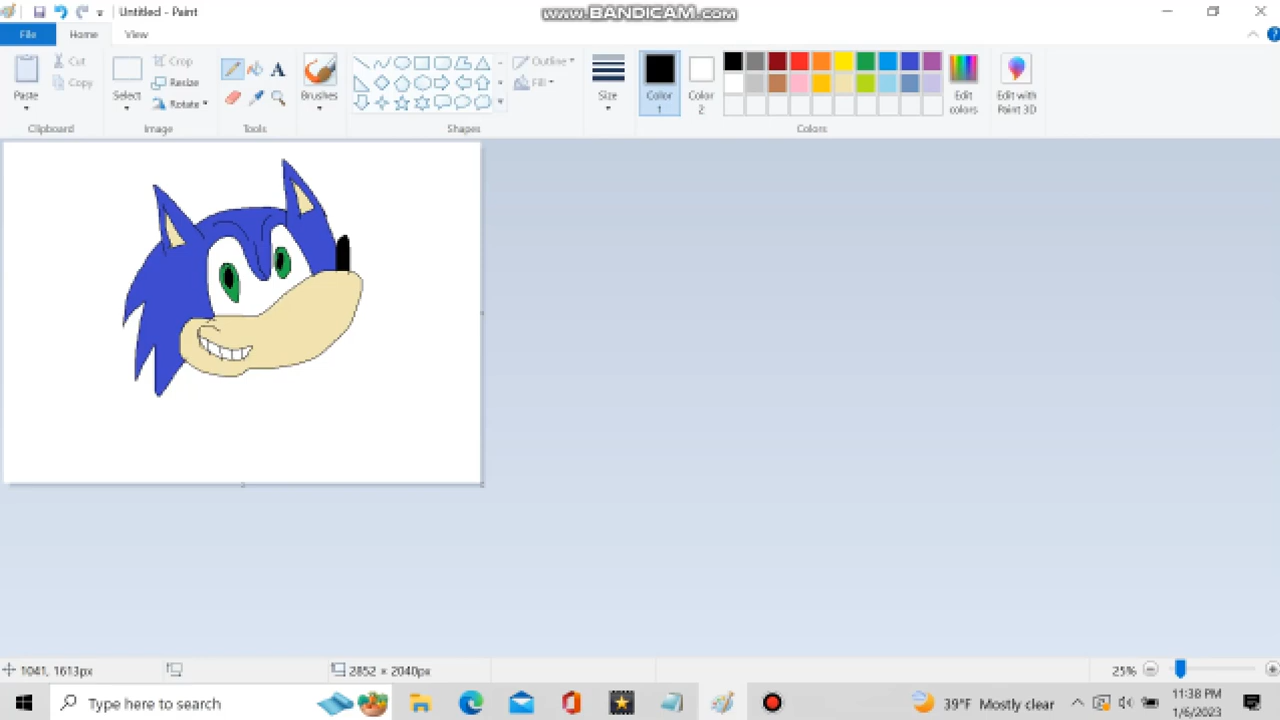 Untitled - Paint
www.BANDICAM.com
File Home View
Paste
Cut
Copy
Clipboard
Select
Crop
Resize
Rotate
Image
Tools
Brushes
Shapes
Outline
Fill
Size
Color 1
Color 2
Colors
Edit colors
Edit with Paint 3D
1041, 1613px
2852 × 2040px
25%
Type here to search
39°F Mostly clear
11:38 PM
1/6/2023